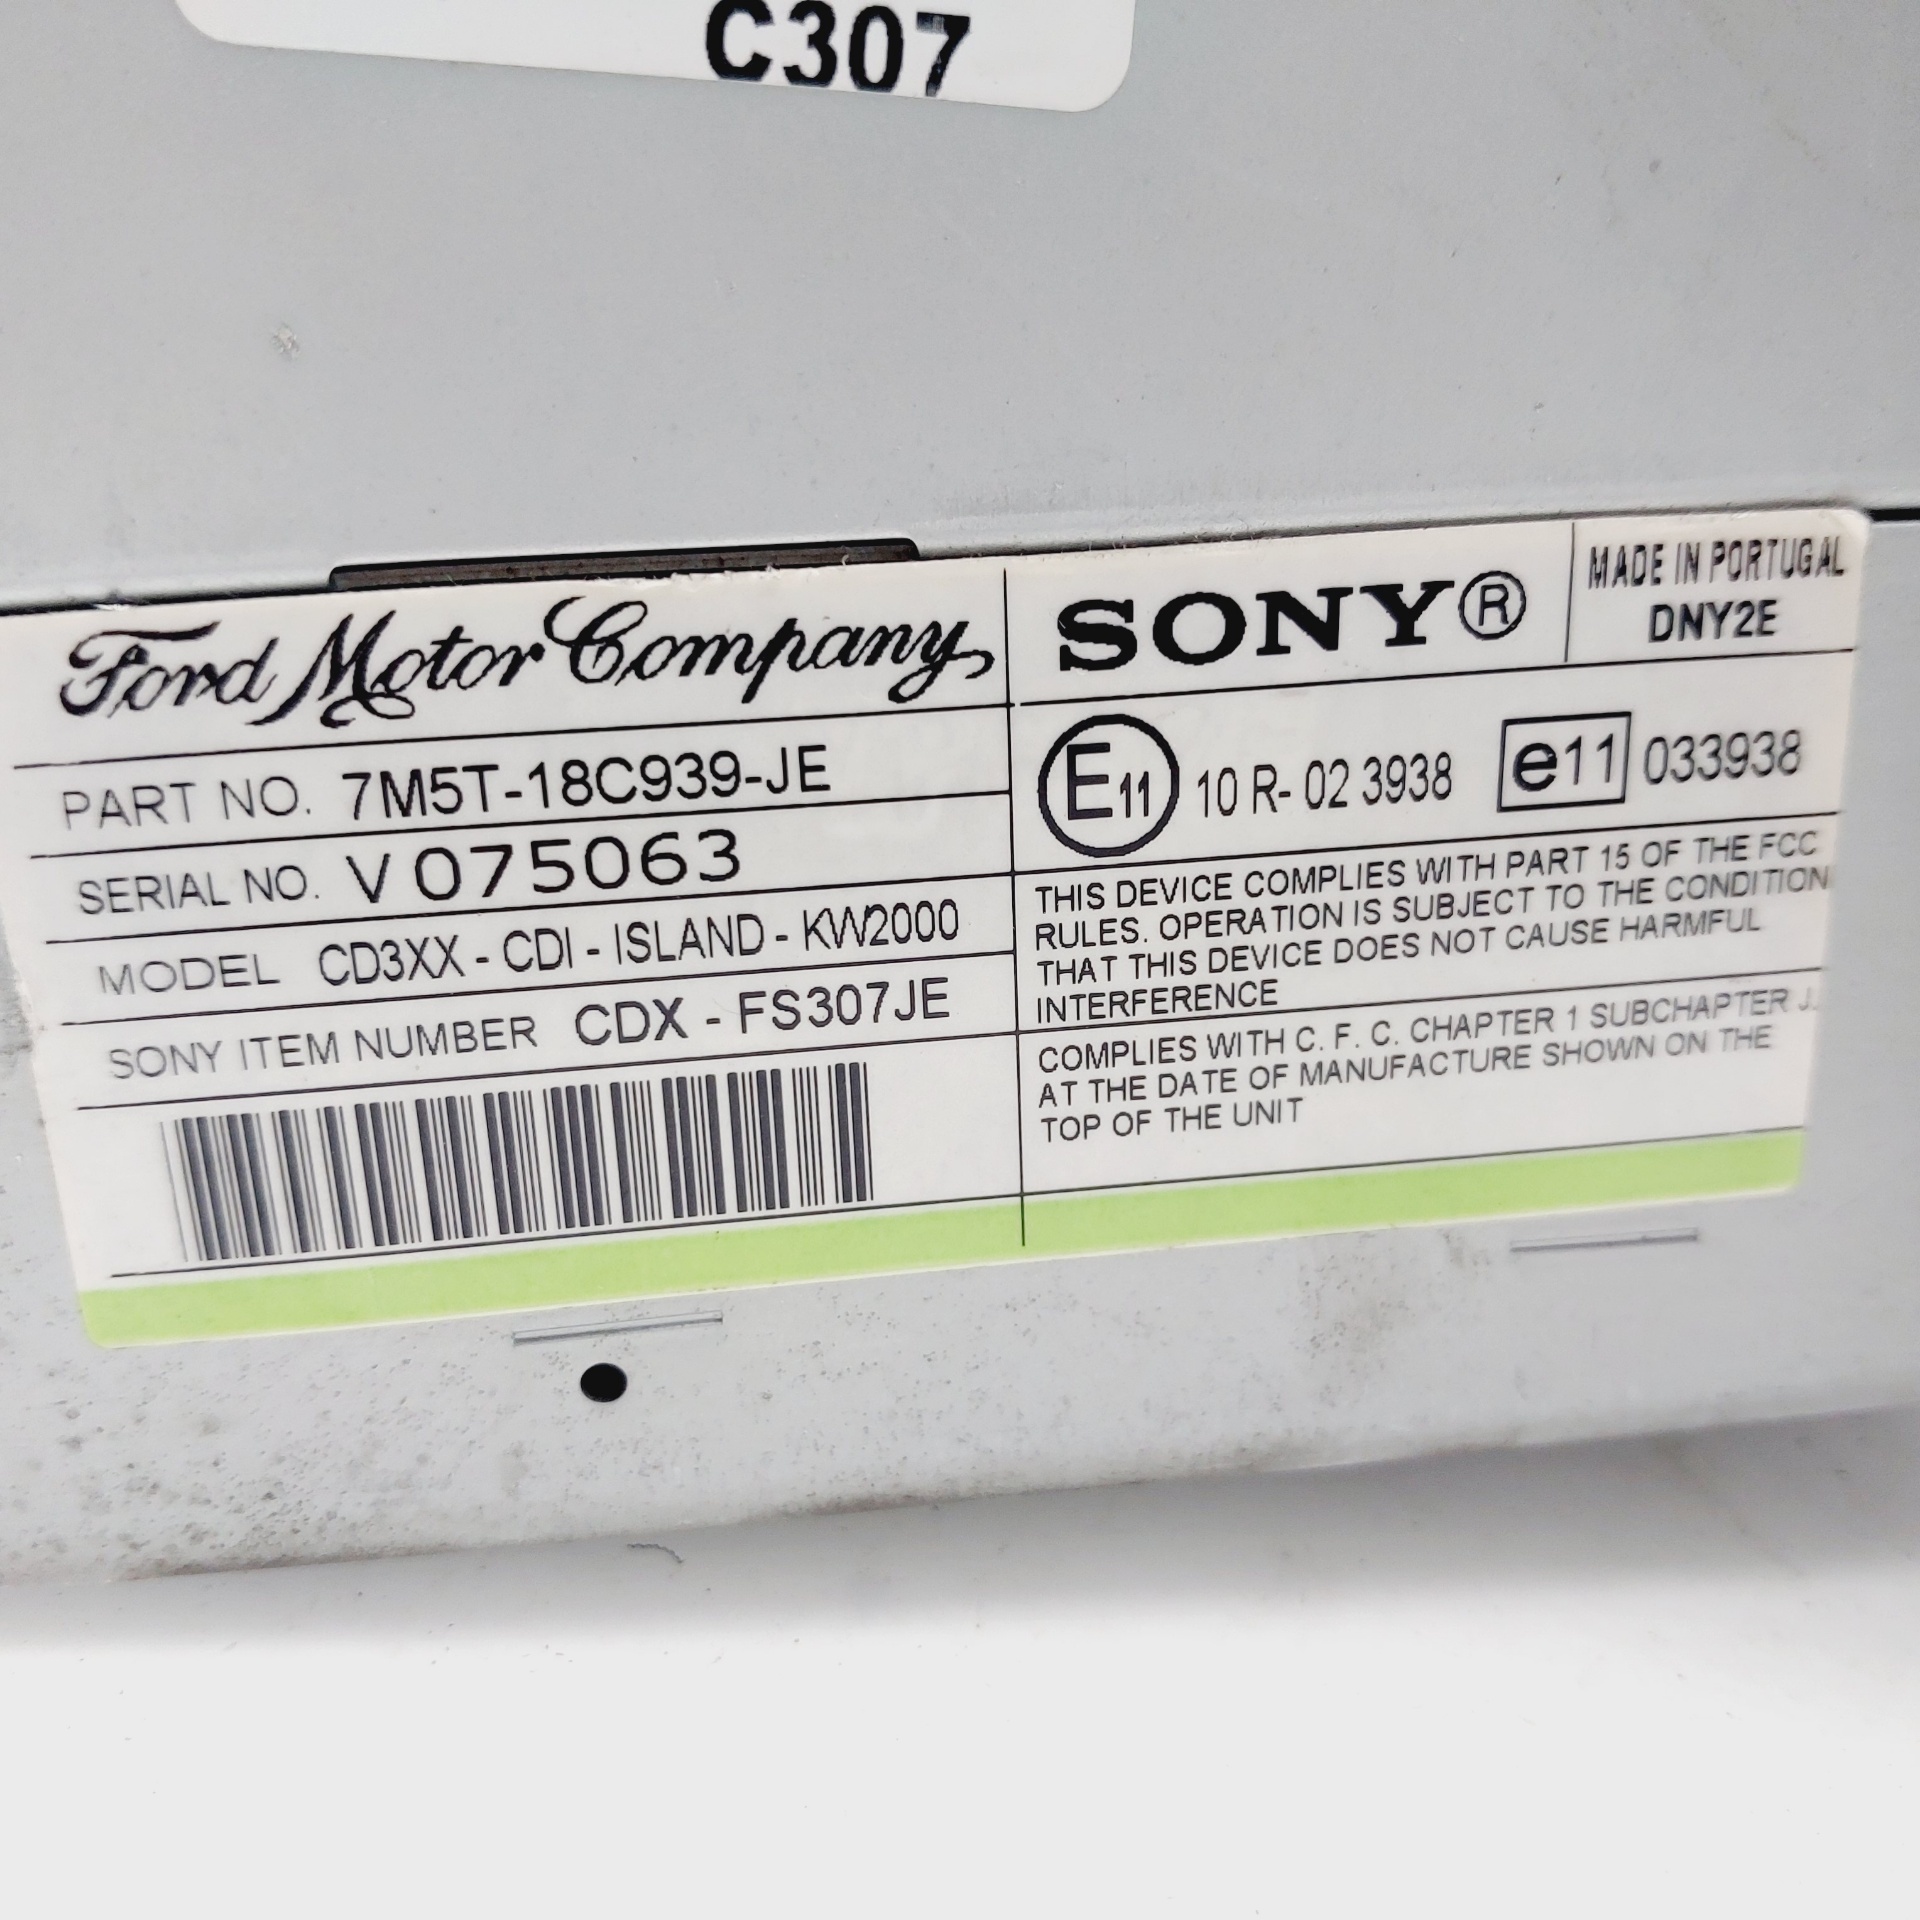 C307
Ford Motor Company,
PART NO. 7M5T-18C939-JE
SERIAL NO. V075063
MODEL CD3XX - CDI - ISLAND - KW2000
SONY ITEM NUMBER CDX - FS307JE
SONY®
MADE IN PORTUGAL
DNY2E
E11 10 R- 02 3938 e11 033938
THIS DEVICE COMPLIES WITH PART 15 OF THE FCC
RULES. OPERATION IS SUBJECT TO THE CONDITION
THAT THIS DEVICE DOES NOT CAUSE HARMFUL
INTERFERENCE
COMPLIES WITH C. F. C. CHAPTER 1 SUBCHAPTER J.
AT THE DATE OF MANUFACTURE SHOWN ON THE
TOP OF THE UNIT